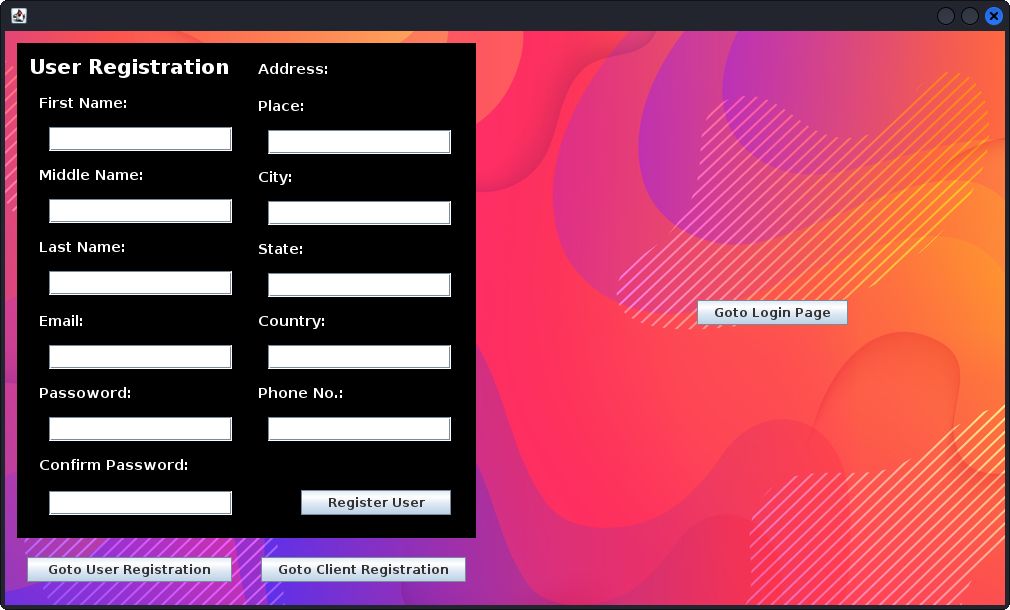 User Registration
First Name:
Middle Name:
Last Name:
Email:
Passoword:
Confirm Password:
Address:
Place:
City:
State:
Country:
Phone No.:
Register User
Goto Login Page
Goto User Registration
Goto Client Registration